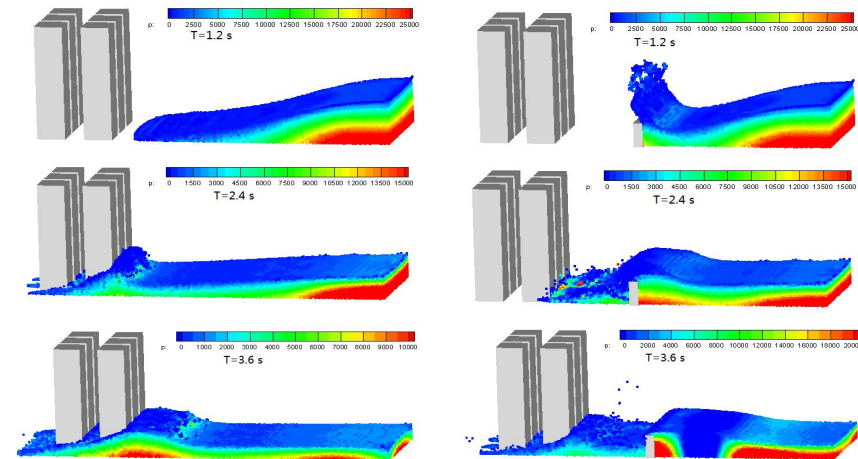 p: 0 2500 5000 7500 10000 12500 15000 17500 20000 22500 25000
T=1.2 s
p: 0 2500 5000 7500 10000 12500 15000 17500 20000 22500 25000
T=1.2 s
p: 0 1500 3000 4500 6000 7500 9000 10500 12000 13500 15000
T=2.4 s
p: 0 1500 3000 4500 6000 7500 9000 10500 12000 13500 15000
T=2.4 s
p: 0 1000 2000 3000 4000 5000 6000 7000 8000 9000 10000
T=3.6 s
p: 0 2000 4000 6000 8000 10000 12000 14000 16000 18000 2000
T=3.6 s